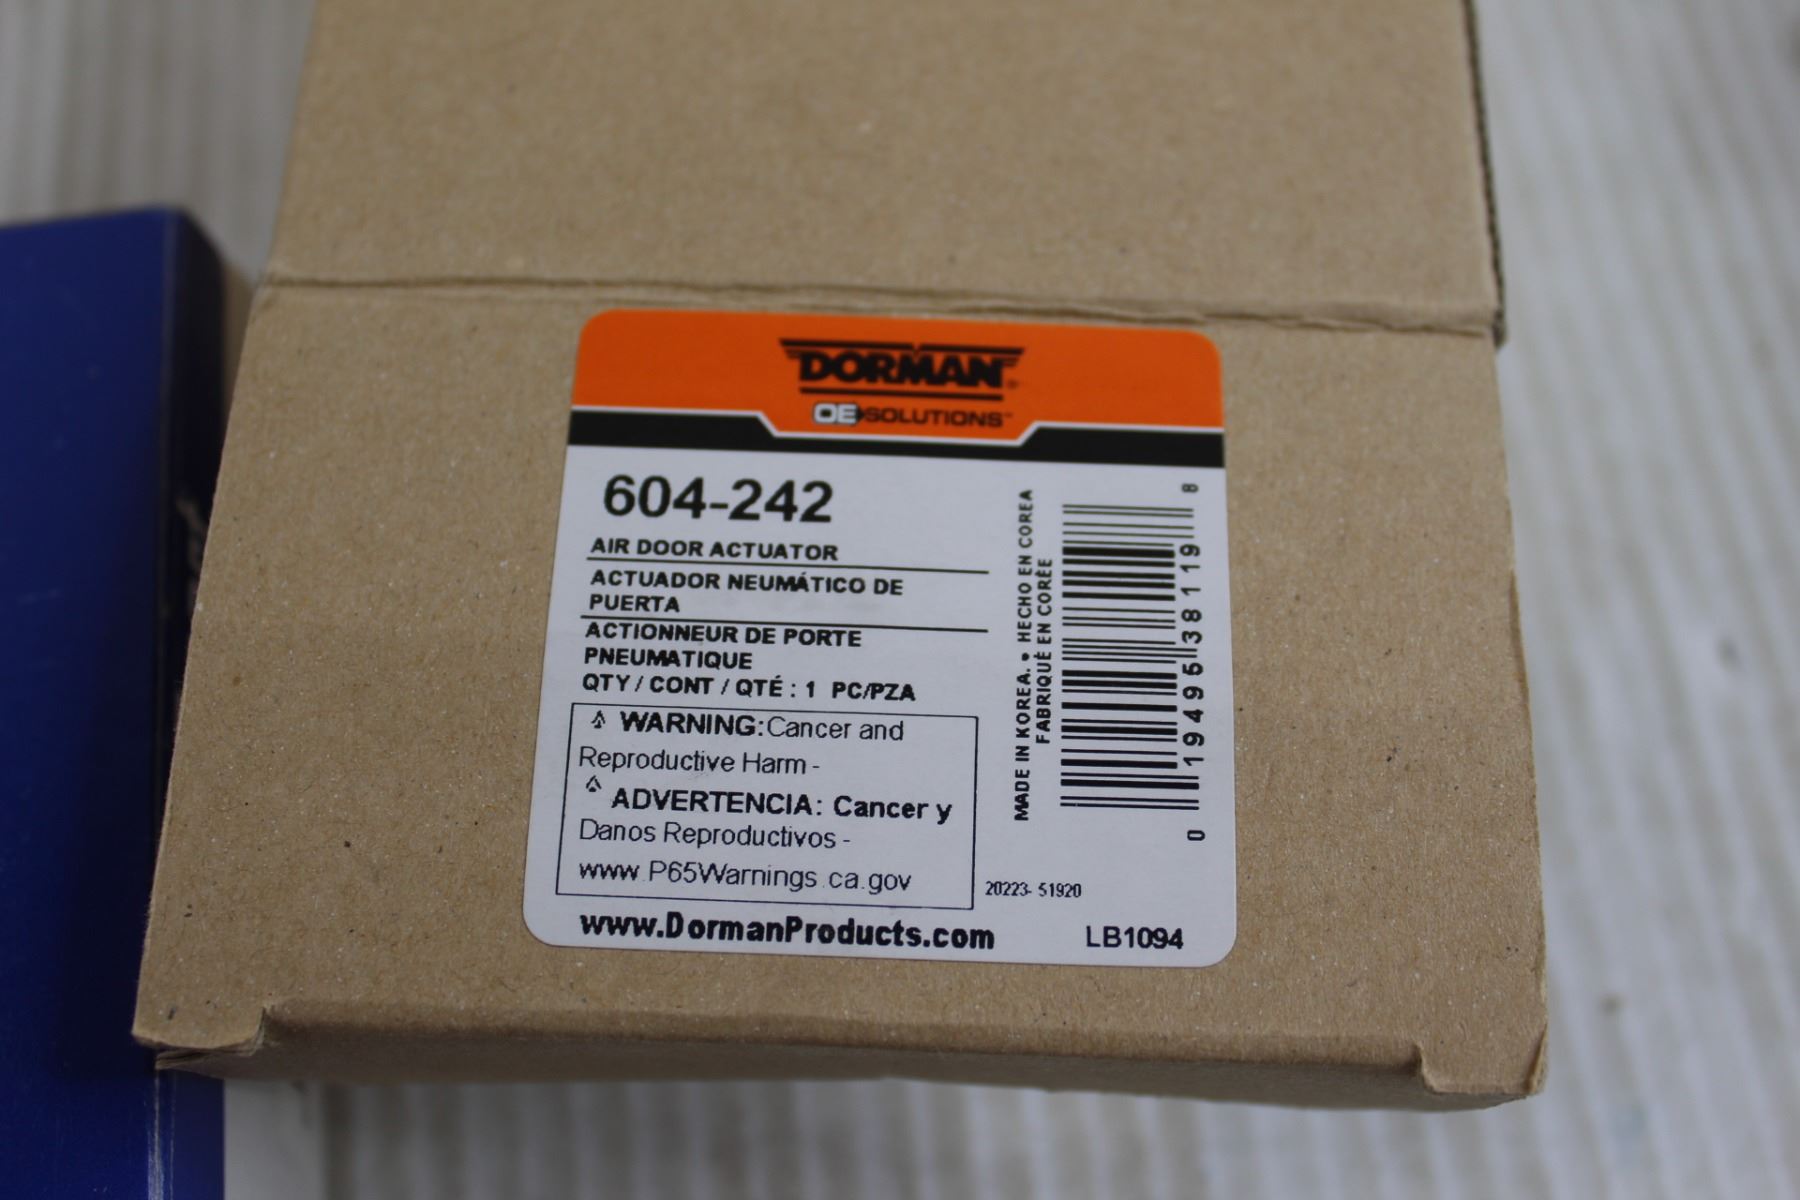 DORMAN®
OE SOLUTIONS™
604-242
AIR DOOR ACTUATOR
ACTUADOR NEUMÁTICO DE
PUERTA
ACTIONNEUR DE PORTE
PNEUMATIQUE
QTY / CONT / QTÉ : 1 PC/PZA
WARNING: Cancer and
Reproductive Harm -
ADVERTENCIA: Cancer y
Danos Reproductivos -
www.P65Warnings.ca.gov
www.DormanProducts.com
MADE IN KOREA. • HECHO EN COREA
FABRIQUÉ EN CORÉE
0 19495 38119 8
20223- 51920
LB1094